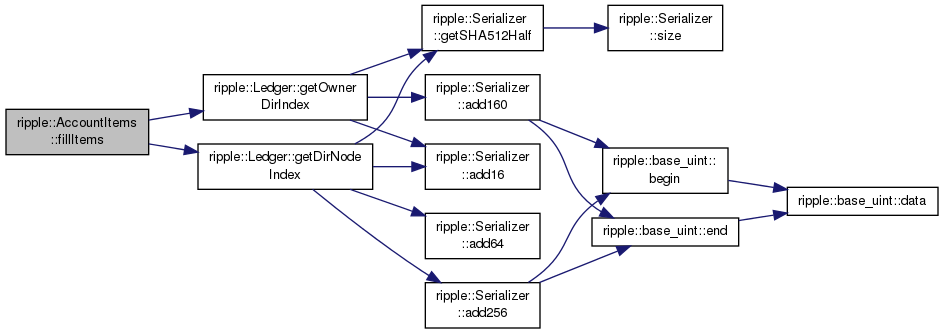 ripple::AccountItems
::fillItems
ripple::Ledger::getOwner
DirIndex
ripple::Ledger::getDirNode
Index
ripple::Serializer
::getSHA512Half
ripple::Serializer
::add160
ripple::Serializer
::add16
ripple::Serializer
::add64
ripple::Serializer
::add256
ripple::Serializer
::size
ripple::base_uint::
begin
ripple::base_uint::end
ripple::base_uint::data